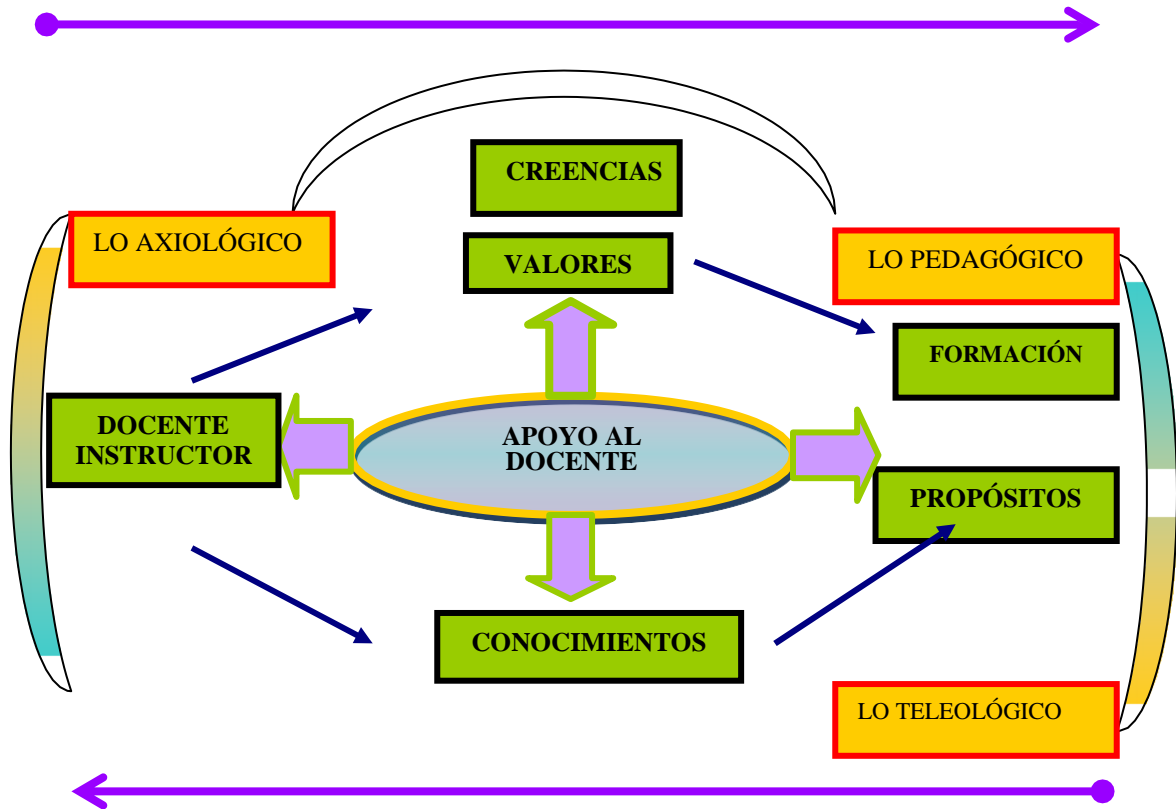 CREENCIAS
LO AXIOLÓGICO
VALORES
LO PEDAGÓGICO
FORMACIÓN
DOCENTE
INSTRUCTOR
APOYO AL
DOCENTE
PROPÓSITOS
CONOCIMIENTOS
LO TELEOLÓGICO